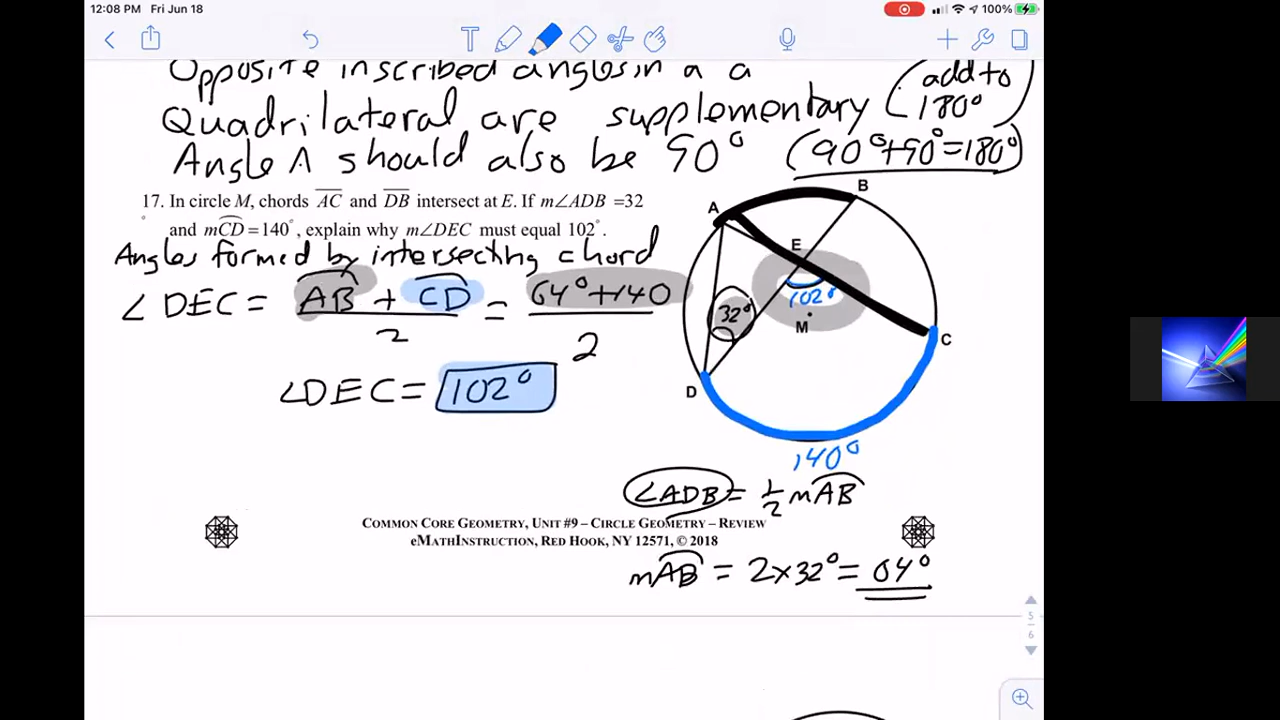 12:08 PM Fri Jun 18
100%
T
Opposite inscribed angles in a a
Quadrilateral are supplementary (add to 180°)
Angle A should also be 90° (90°+90°=180°)
17. In circle M, chords AC and DB intersect at E. If m∠ADB =32
and mCD = 140°, explain why m∠DEC must equal 102°.
Angles formed by intersecting chord
∠DEC = AB + CD / 2 = 64°+140 / 2
∠DEC = 102°
A
B
E
102°
32°
M
C
D
140°
∠ADB = 1/2 mAB
COMMON CORE GEOMETRY, UNIT #9 – CIRCLE GEOMETRY – REVIEW
eMATHINSTRUCTION, RED HOOK, NY 12571, © 2018
mAB = 2x32° = 64°
5
6